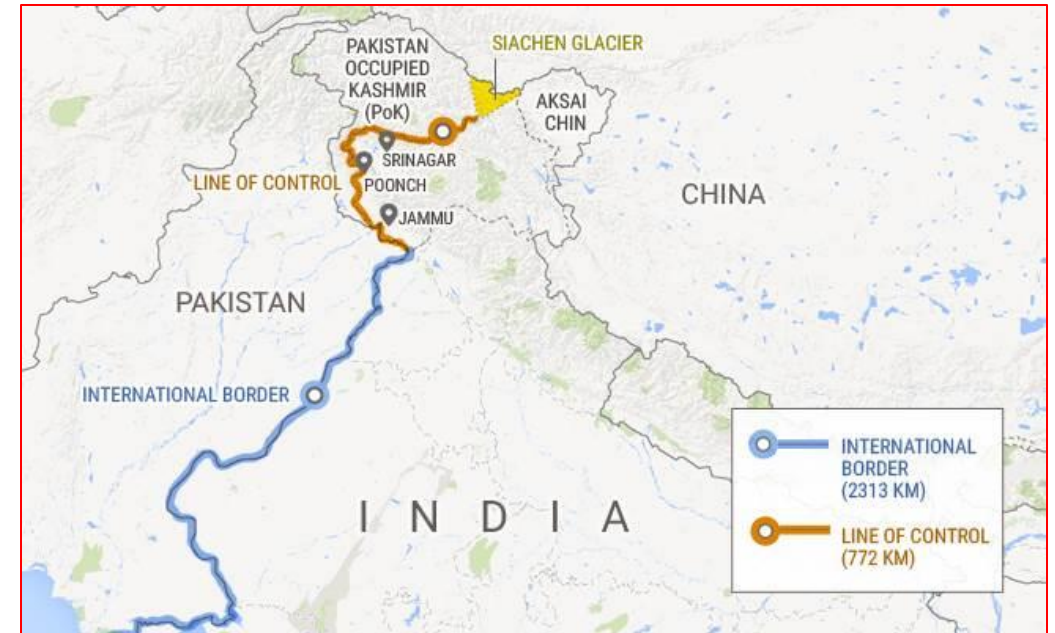 PAKISTAN
OCCUPIED
KASHMIR
(PoK)
SIACHEN GLACIER
AKSAI
CHIN
SRINAGAR
LINE OF CONTROL
POONCH
CHINA
JAMMU
PAKISTAN
INTERNATIONAL BORDER
INDIA
INTERNATIONAL
BORDER
(2313 KM)
LINE OF CONTROL
(772 KM)